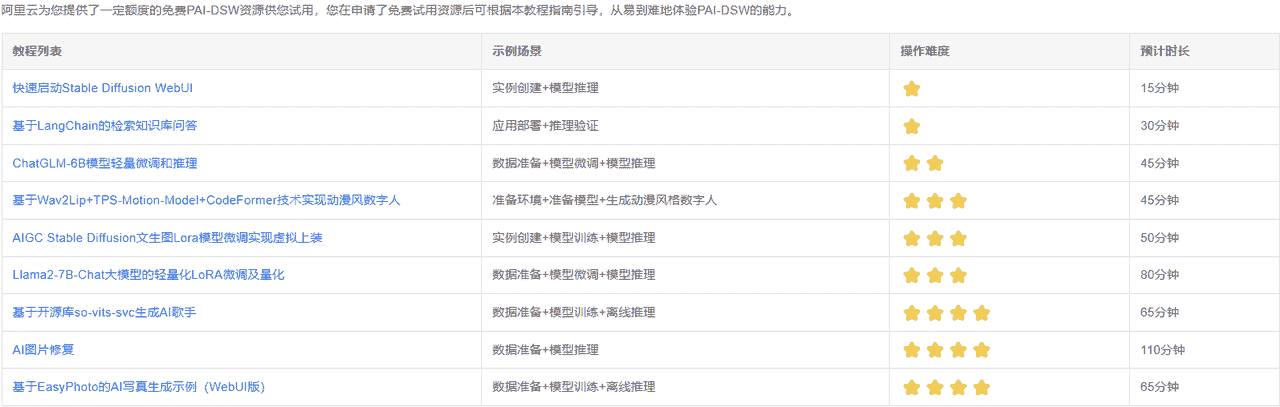 阿里云为您提供了一定额度的免费PAI-DSW资源供您试用，您在申请了免费试用资源后可根据本教程指南引导，从易到难地体验PAI-DSW的能力。
教程列表 示例场景 操作难度 预计时长
快速启动Stable Diffusion WebUI 实例创建+模型推理 15分钟
基于LangChain的检索知识库问答 应用部署+推理验证 30分钟
ChatGLM-6B模型轻量微调和推理 数据准备+模型微调+模型推理 45分钟
基于Wav2Lip+TPS-Motion-Model+CodeFormer技术实现动漫风数字人 准备环境+准备模型+生成动漫风格数字人 45分钟
AIGC Stable Diffusion文生图Lora模型微调实现虚拟上装 实例创建+模型训练+模型推理 50分钟
Llama2-7B-Chat大模型的轻量化LoRA微调及量化 数据准备+模型微调+模型推理 80分钟
基于开源库so-vits-svc生成AI歌手 数据准备+模型训练+离线推理 65分钟
AI图片修复 数据准备+模型推理 110分钟
基于EasyPhoto的AI写真生成示例（WebUI版） 数据准备+模型训练+离线推理 65分钟